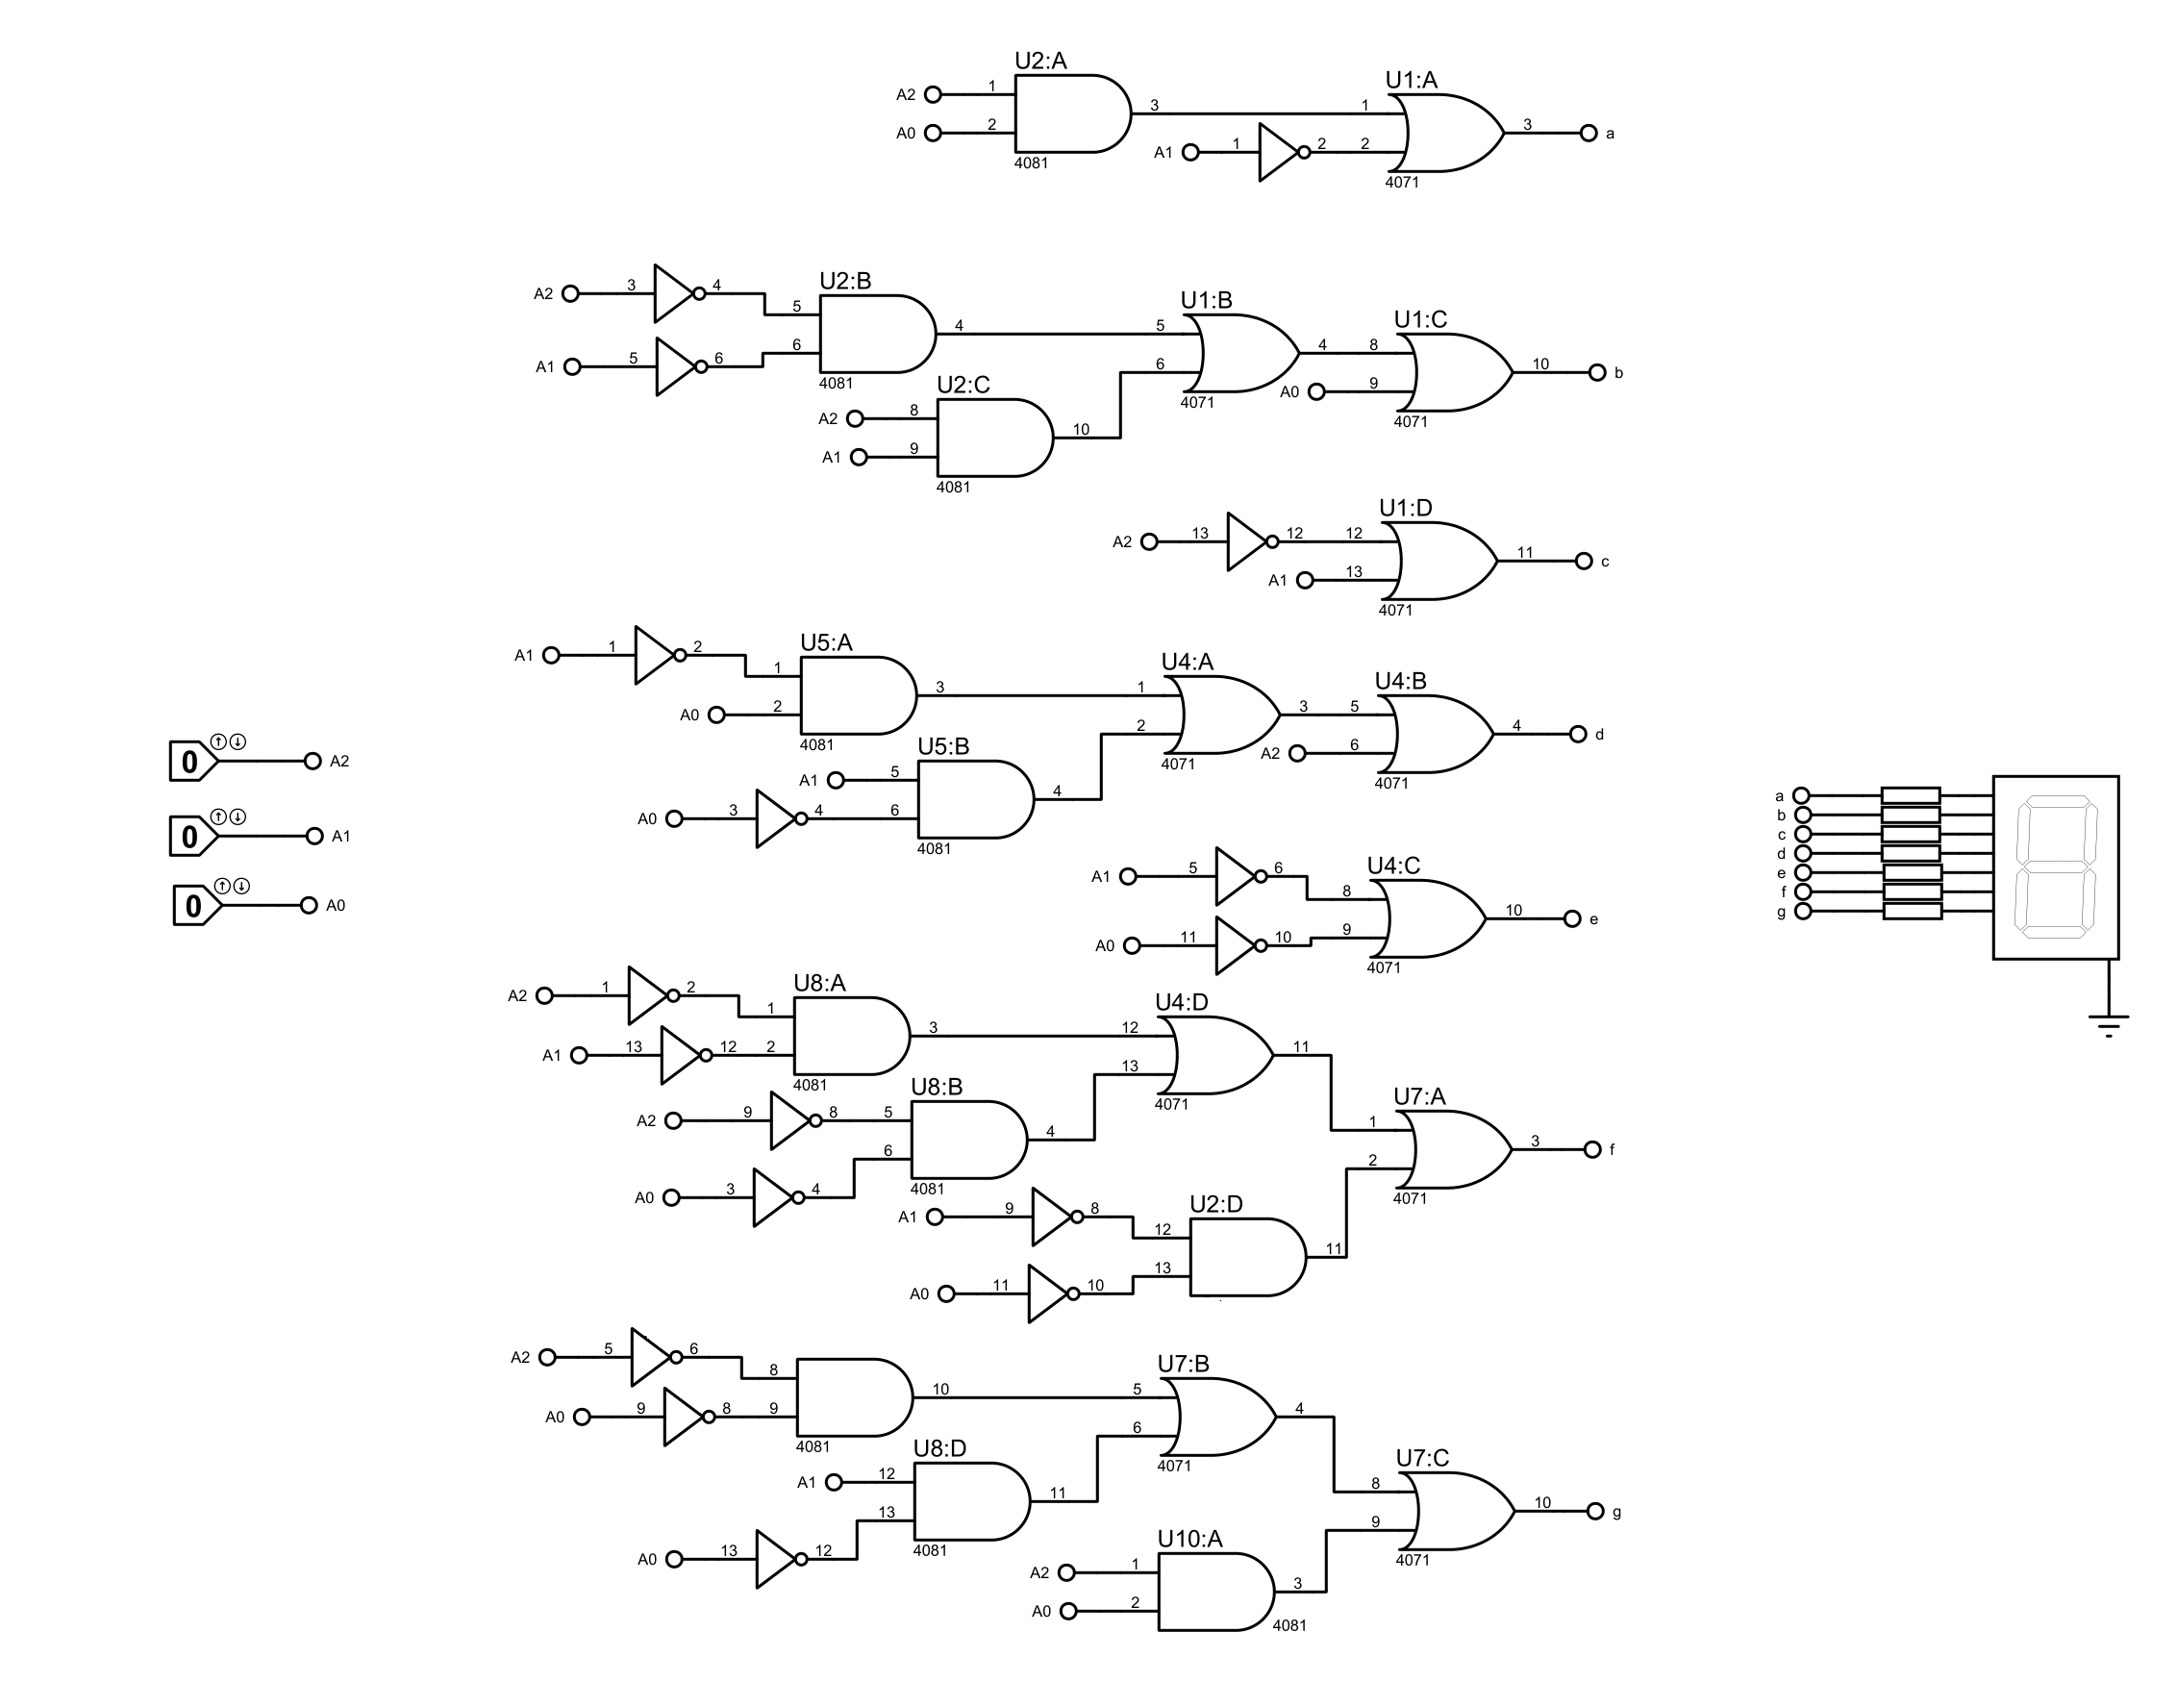 U2:A
A2 1
A0 2
3
4081
U1:A
1
A1 1 2 2
3 a
4071
A2 3 4
A1 5 6
U2:B
5
6
4
4081
U2:C
A2 8
A1 9
10
4081
U1:B
5
6
4
4071
U1:C
8
A0 9
10 b
4071
U1:D
A2 13 12 12
A1 13
11 c
4071
A1 1 2
U5:A
1
A0 2
3
4081
U5:B
A1 5
A0 3 4 6
4
4081
U4:A
1
2
3
4071
U4:B
5
A2 6
4 d
4071
0 A2
0 A1
0 A0
a
b
c
d
e
f
g
A1 5 6
A0 11 10
U4:C
8
9
10 e
4071
A2 1 2
A1 13 12
U8:A
1
2
3
4081
A2 9 8
A0 3 4
U8:B
5
6
4
4081
U4:D
12
13
11
4071
A1 9 8
A0 11 10
U2:D
12
13
11
U7:A
1
2
3 f
4071
A2 5 6
A0 9 8
8
9
10
4081
U8:D
A1 12
A0 13 12
13
11
4081
U7:B
5
6
4
4071
U10:A
A2 1
A0 2
3
4081
U7:C
8
9
10 g
4071